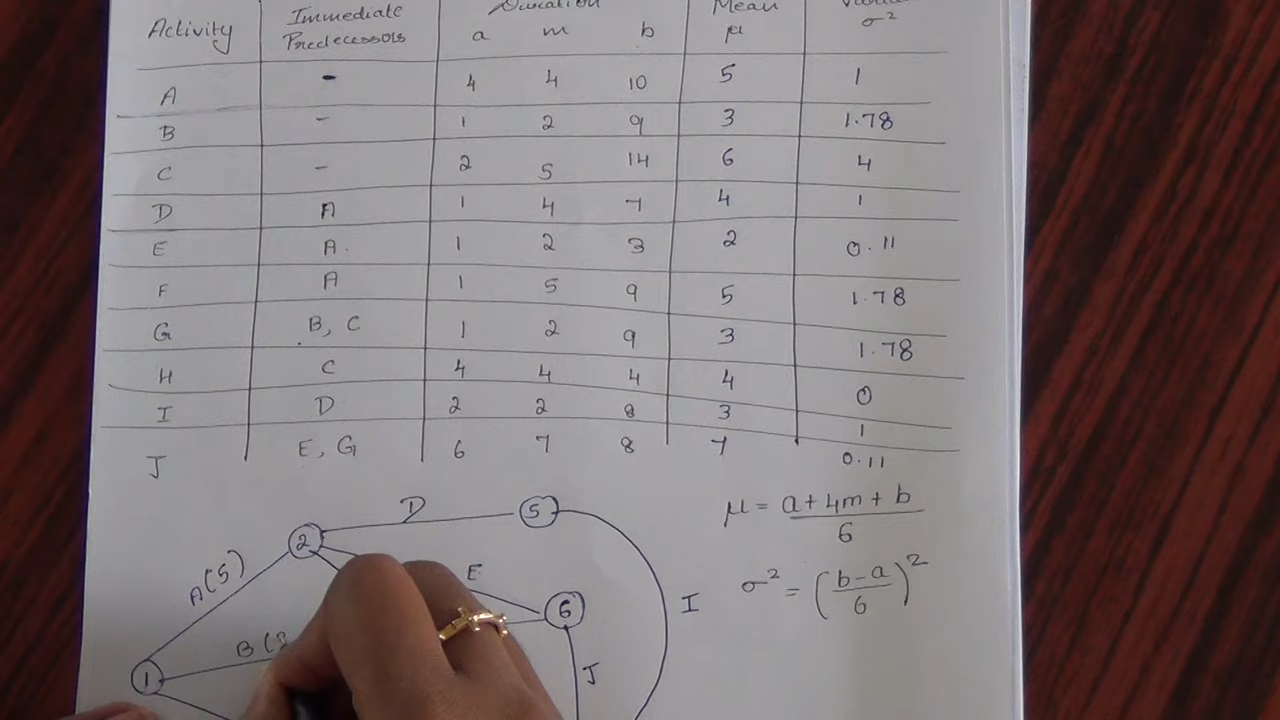 Activity Immediate Predecessors Duration a m b Mean μ σ²
A - 4 4 10 5 1
B - 1 2 9 3 1.78
C - 2 5 14 6 4
D A 1 4 7 4 1
E A. 1 2 3 2 0.11
F A 1 5 9 5 1.78
G B, C 1 2 9 3 1.78
H C 4 4 4 4 0
I D 2 2 8 3 1
J E, G 6 7 8 7 0.11
D 5
2
μ = a + 4m + b / 6
A(5) E
σ² = (b-a / 6)²
6 I
B(3
1 J